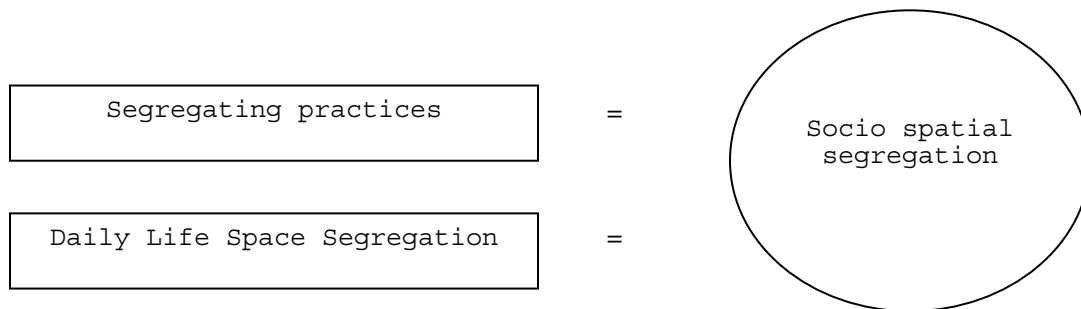 Segregating practices
=
Socio spatial
segregation
Daily Life Space Segregation
=